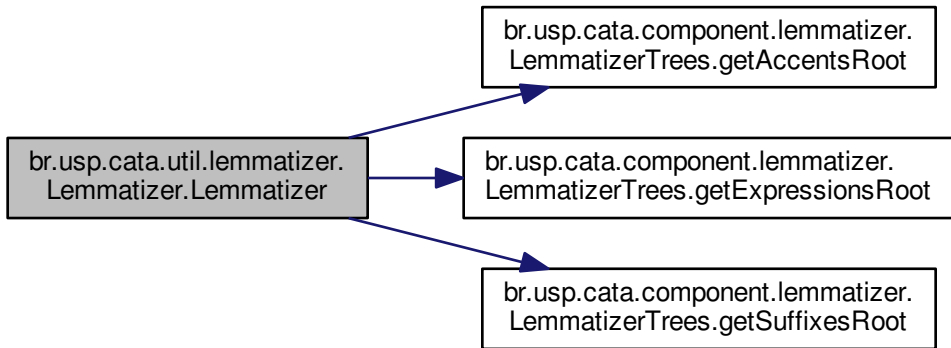 br.usp.cata.component.lemmatizer.
LemmatizerTrees.getAccentsRoot
br.usp.cata.util.lemmatizer.
Lemmatizer.Lemmatizer
br.usp.cata.component.lemmatizer.
LemmatizerTrees.getExpressionsRoot
br.usp.cata.component.lemmatizer.
LemmatizerTrees.getSuffixesRoot